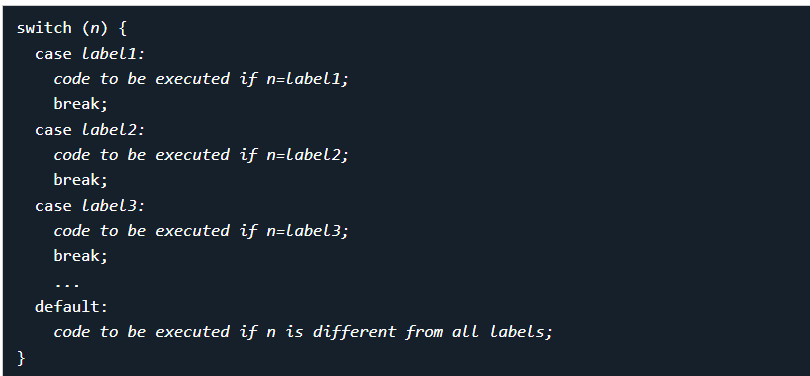 switch (n) {
  case label1:
    code to be executed if n=label1;
    break;
  case label2:
    code to be executed if n=label2;
    break;
  case label3:
    code to be executed if n=label3;
    break;
    ...
  default:
    code to be executed if n is different from all labels;
}